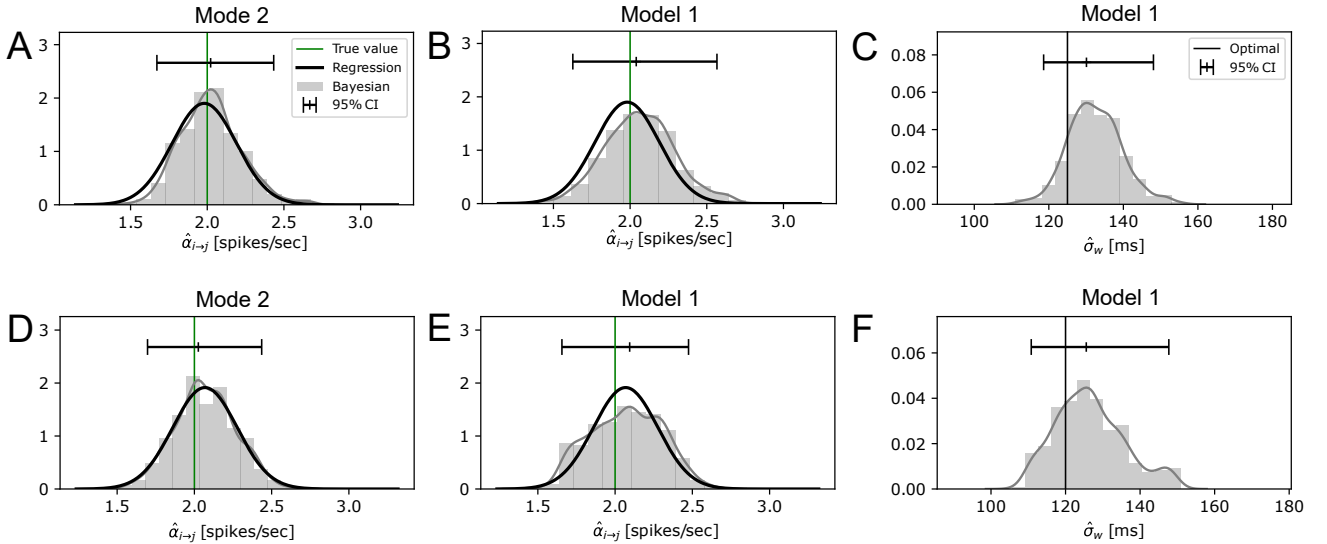 Mode 2
Model 1
Model 1
A
B
C
True value
Regression
Bayesian
95% CI
Optimal
95% CI
3
2
1
0
1.5 2.0 2.5 3.0
α̂ᵢ→ⱼ [spikes/sec]
3
2
1
0
1.5 2.0 2.5 3.0
α̂ᵢ→ⱼ [spikes/sec]
0.08
0.06
0.04
0.02
0.00
100 120 140 160 180
σ̂_w [ms]
Mode 2
Model 1
Model 1
D
E
F
3
2
1
0
1.5 2.0 2.5 3.0
α̂ᵢ→ⱼ [spikes/sec]
3
2
1
0
1.5 2.0 2.5 3.0
α̂ᵢ→ⱼ [spikes/sec]
0.06
0.04
0.02
0.00
100 120 140 160 180
σ̂_w [ms]